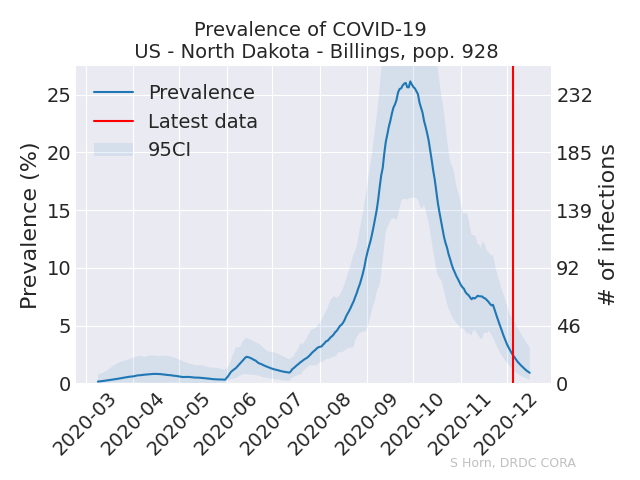 Prevalence of COVID-19
US - North Dakota - Billings, pop. 928
Prevalence
Latest data
95CI
Prevalence (%)
25
20
15
10
5
0
232
185
139
92
46
0
# of infections
2020-03
2020-04
2020-05
2020-06
2020-07
2020-08
2020-09
2020-10
2020-11
2020-12
S Horn, DRDC CORA